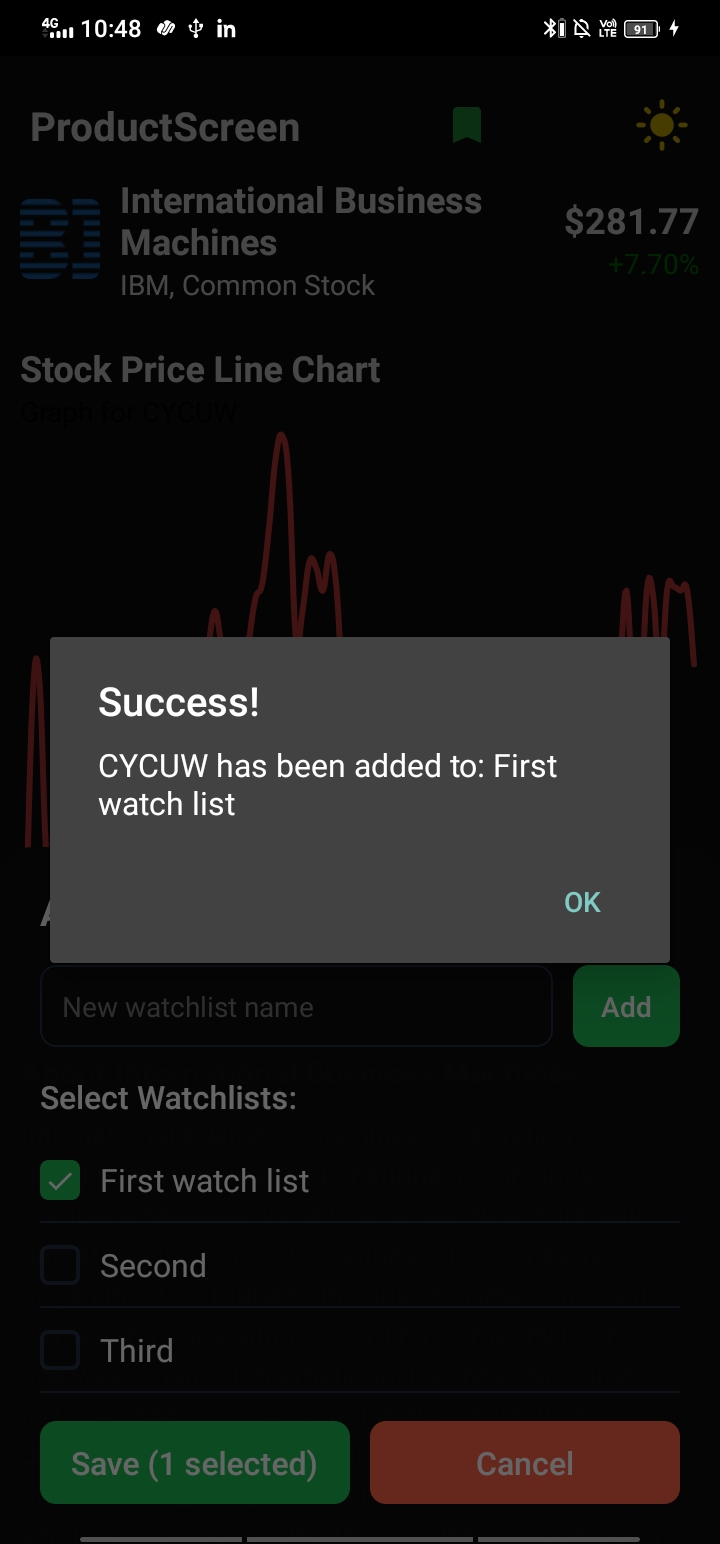 4G 10:48 in Vo) LTE 91
ProductScreen
International Business
Machines
IBM, Common Stock
$281.77
+7.70%
Stock Price Line Chart
Graph for CYCUW
Success!
CYCUW has been added to: First
watch list
OK
New watchlist name
Add
Select Watchlists:
First watch list
Second
Third
Save (1 selected)
Cancel